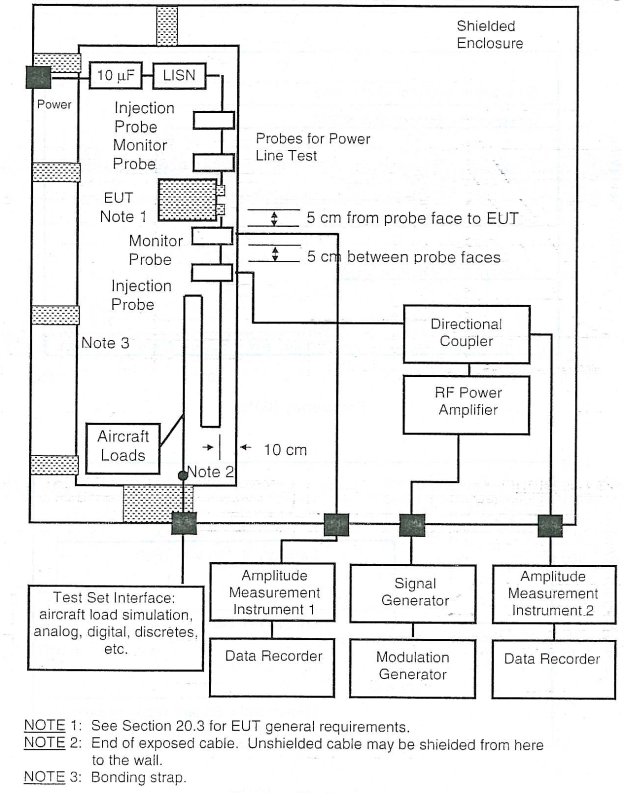 Shielded
Enclosure
10 µF
LISN
Power
Injection
Probe
Monitor
Probe
Probes for Power
Line Test
EUT
Note 1
5 cm from probe face to EUT
Monitor
Probe
5 cm between probe faces
Injection
Probe
Directional
Coupler
Note 3
RF Power
Amplifier
Aircraft
Loads
10 cm
Note 2
Test Set Interface:
aircraft load simulation,
analog, digital, discretes,
etc.
Amplitude
Measurement
Instrument 1
Signal
Generator
Amplitude
Measurement
Instrument.2
Data Recorder
Modulation
Generator
Data Recorder
NOTE 1: See Section 20.3 for EUT general requirements.
NOTE 2: End of exposed cable. Unshielded cable may be shielded from here
to the wall.
NOTE 3: Bonding strap.